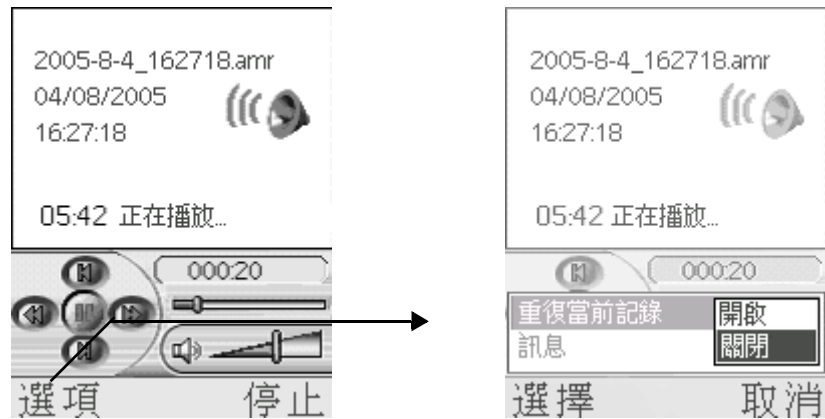 2005-8-4_162718.amr
04/08/2005
16:27:18
05:42 正在播放...
000:20
選項 停止
2005-8-4_162718.amr
04/08/2005
16:27:18
05:42 正在播放...
000:20
重復當前記錄 開啟
訊息 關閉
選擇 取消